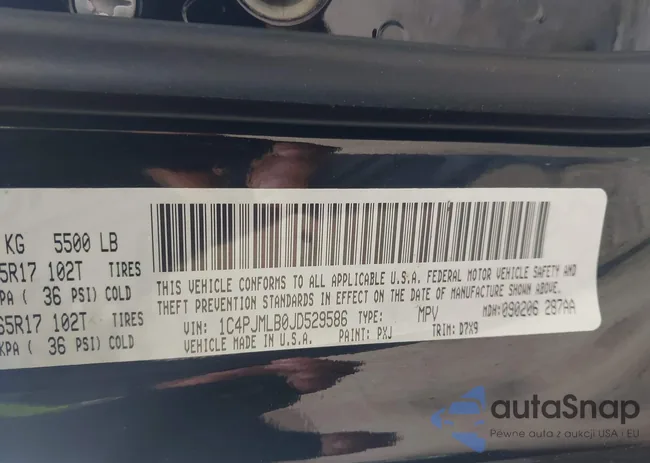 KG 5500 LB
5R17 102T TIRES
KPA ( 36 PSI) COLD
65R17 102T TIRES
KPA ( 36 PSI) COLD
THIS VEHICLE CONFORMS TO ALL APPLICABLE U.S.A. FEDERAL MOTOR VEHICLE SAFETY AND
THEFT PREVENTION STANDARDS IN EFFECT ON THE DATE OF MANUFACTURE SHOWN ABOVE.
VIN: 1C4PJMLB0JD529586 TYPE: MPV MDH: 090206 287AA
VEHICLE MADE IN U.S.A. PAINT: PXJ TRIM: D7X9
autaSnap
Pewne auta z aukcji USA i EU